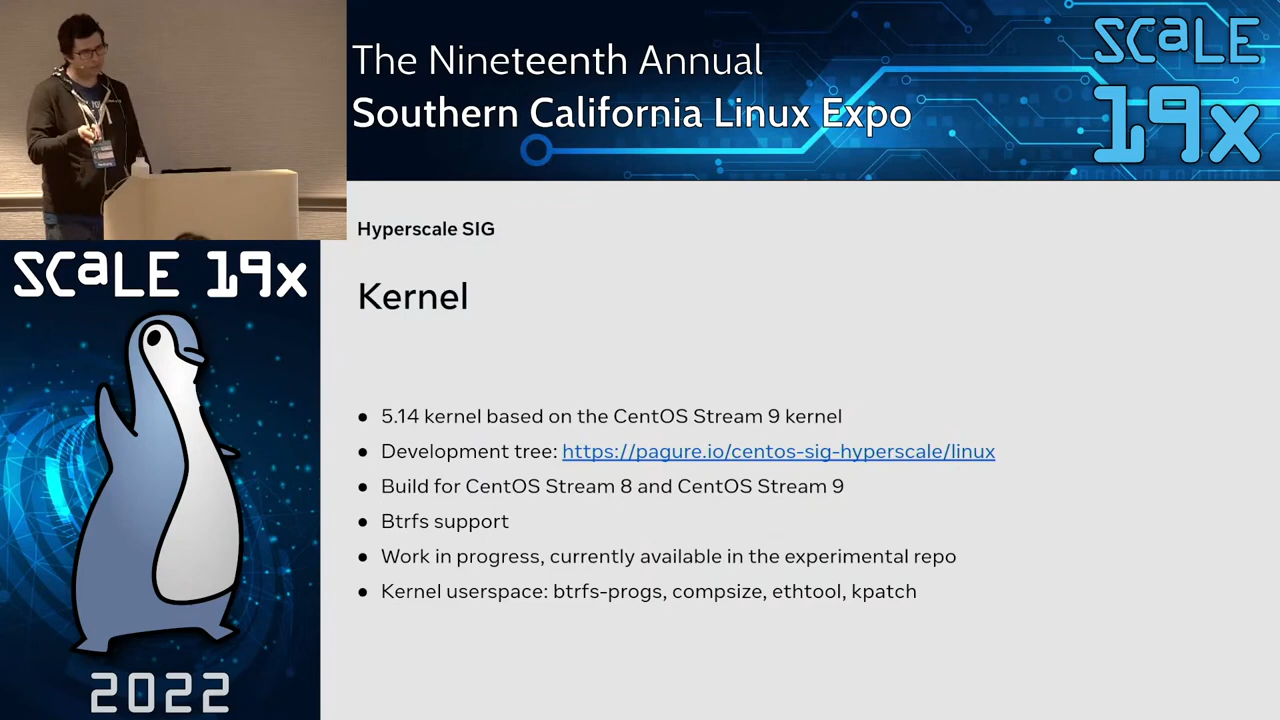 The Nineteenth Annual
Southern California Linux Expo
SCaLE
19x
Hyperscale SIG
Kernel
● 5.14 kernel based on the CentOS Stream 9 kernel
● Development tree: https://pagure.io/centos-sig-hyperscale/linux
● Build for CentOS Stream 8 and CentOS Stream 9
● Btrfs support
● Work in progress, currently available in the experimental repo
● Kernel userspace: btrfs-progs, compsize, ethtool, kpatch
SCaLE 19x
2022